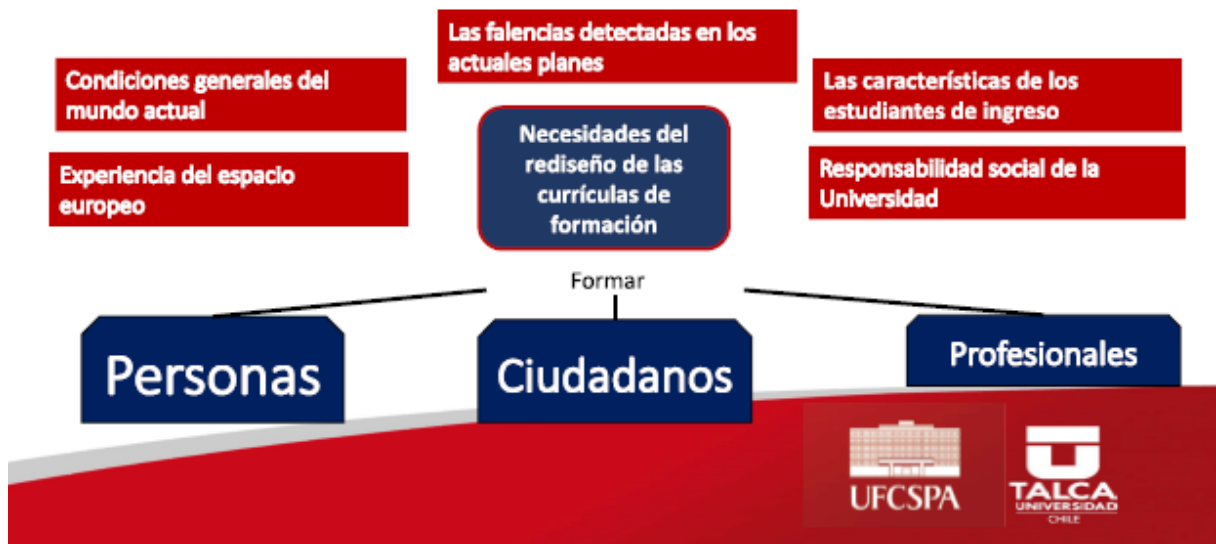 Las falencias detectadas en los
actuales planes
Condiciones generales del
mundo actual
Las características de los
estudiantes de ingreso
Necesidades del
rediseño de las
currículas de
formación
Experiencia del espacio
europeo
Responsabilidad social de la
Universidad
Formar
Personas
Ciudadanos
Profesionales
UFCSPA
TALCA
UNIVERSIDAD
CHILE